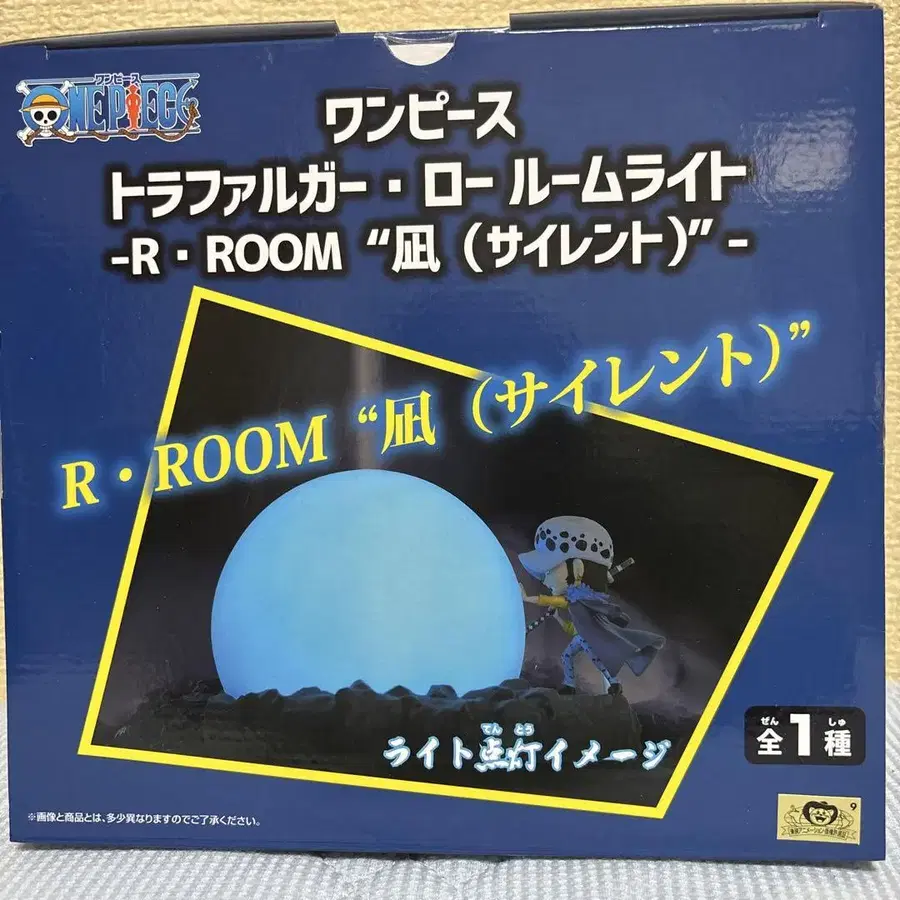 ワンピース
ONE PIECE
ワンピース
トラファルガー・ロー ルームライト
-R・ROOM “凪（サイレント）”-
R・ROOM “凪（サイレント）”
てん とう
ライト点灯イメージ
ぜん しゅ
全1種
※画像と商品とは、多少異なりますのでご了承ください。
9